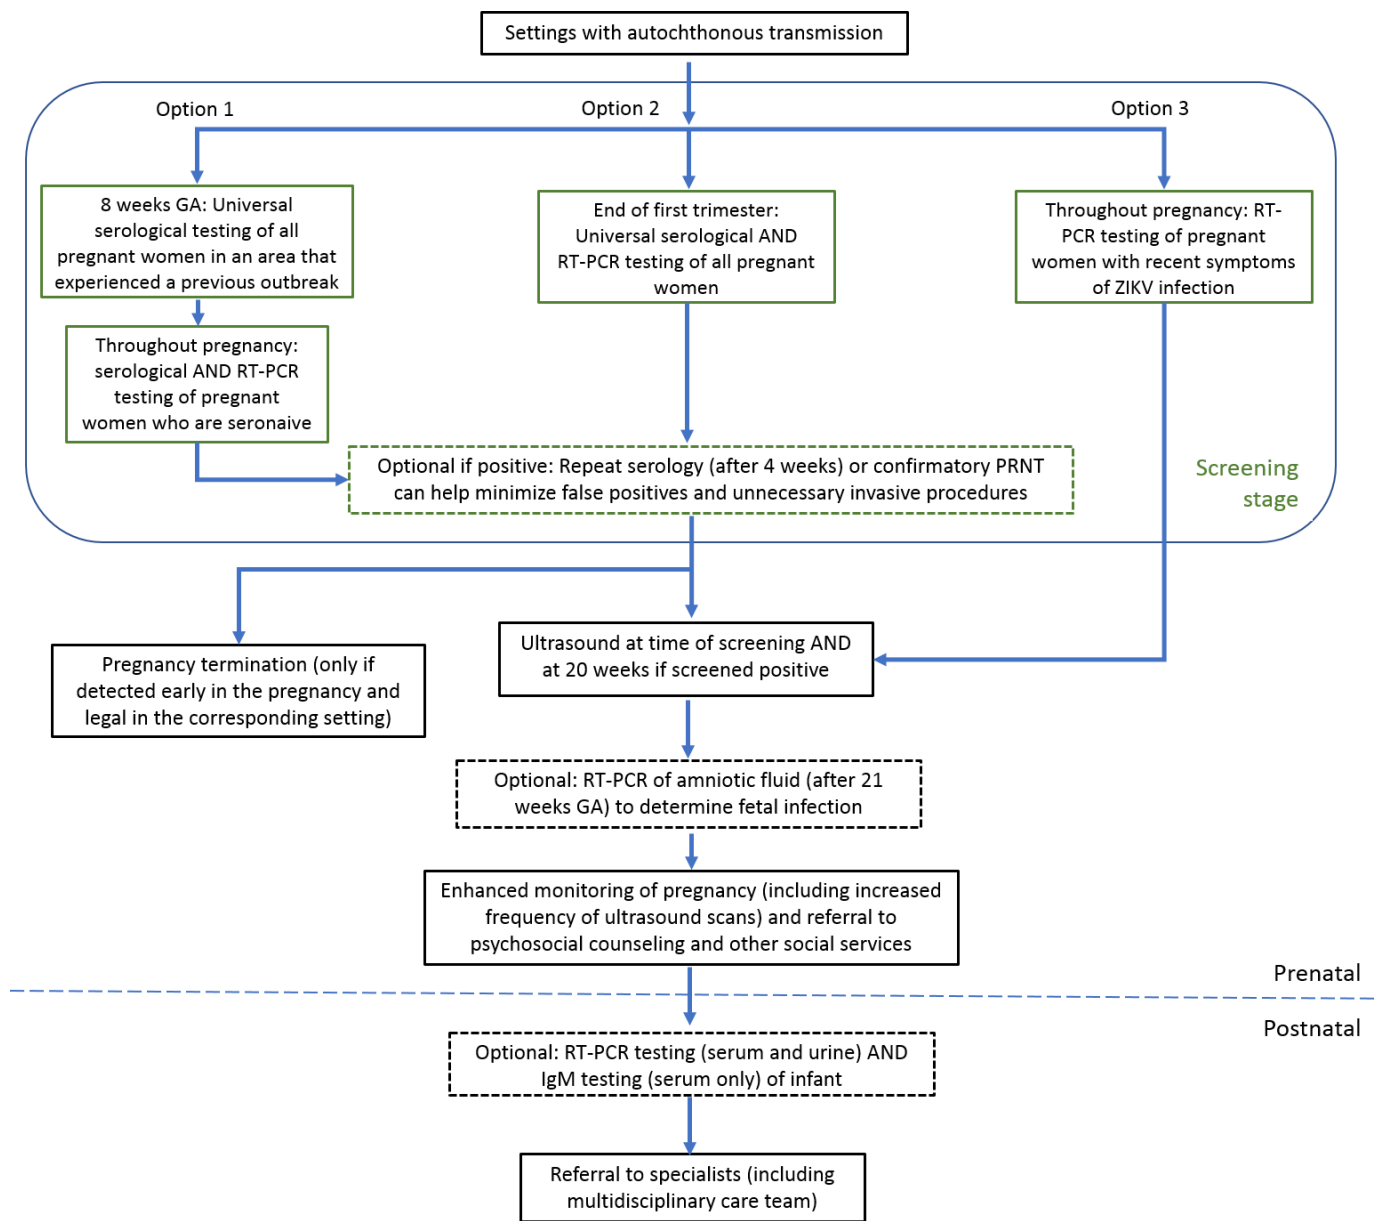 Settings with autochthonous transmission
Option 1
Option 2
Option 3
8 weeks GA: Universal
serological testing of all
pregnant women in an area that
experienced a previous outbreak
End of first trimester:
Universal serological AND
RT-PCR testing of all pregnant
women
Throughout pregnancy: RT-
PCR testing of pregnant
women with recent symptoms
of ZIKV infection
Throughout pregnancy:
serological AND RT-PCR
testing of pregnant
women who are seronaive
Optional if positive: Repeat serology (after 4 weeks) or confirmatory PRNT
can help minimize false positives and unnecessary invasive procedures
Screening
stage
Pregnancy termination (only if
detected early in the pregnancy and
legal in the corresponding setting)
Ultrasound at time of screening AND
at 20 weeks if screened positive
Optional: RT-PCR of amniotic fluid (after 21
weeks GA) to determine fetal infection
Enhanced monitoring of pregnancy (including increased
frequency of ultrasound scans) and referral to
psychosocial counseling and other social services
Prenatal
Postnatal
Optional: RT-PCR testing (serum and urine) AND
IgM testing (serum only) of infant
Referral to specialists (including
multidisciplinary care team)